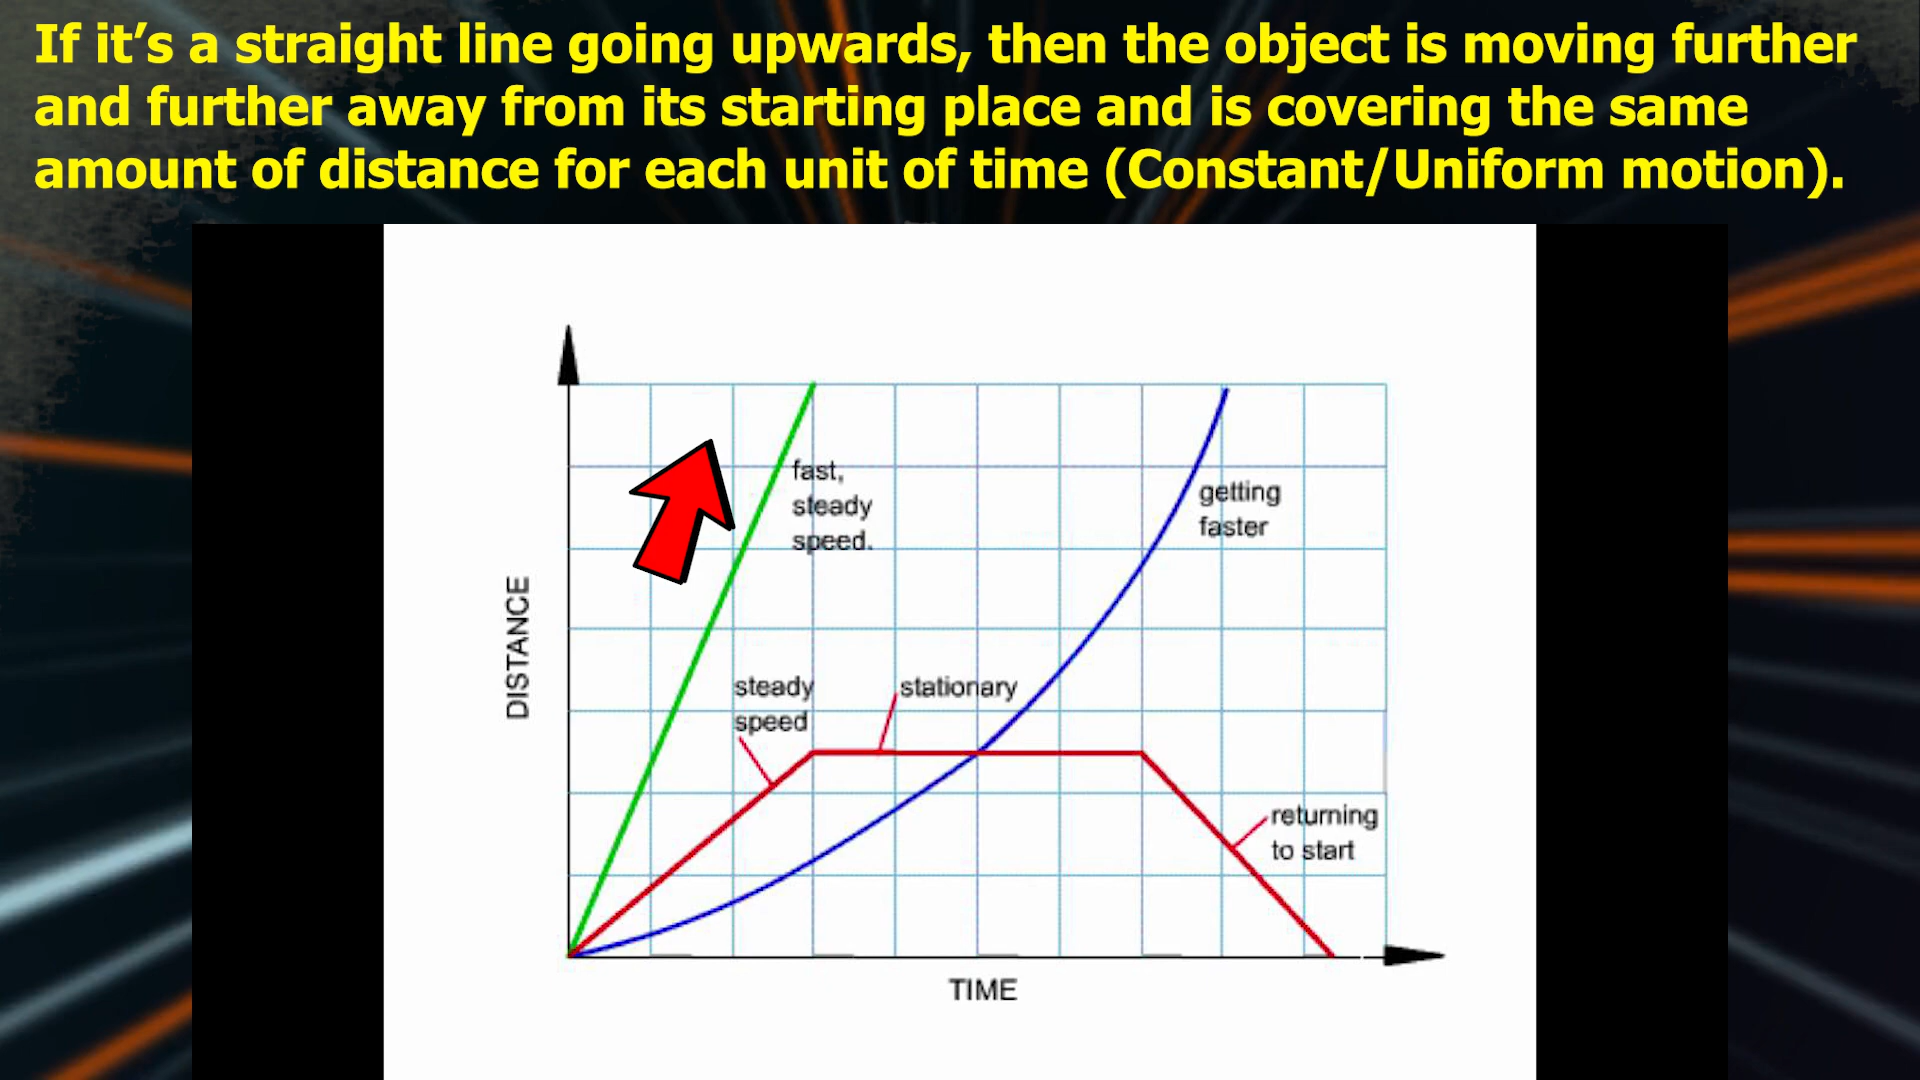 If it’s a straight line going upwards, then the object is moving further
and further away from its starting place and is covering the same
amount of distance for each unit of time (Constant/Uniform motion).
fast,
steady
speed.
getting
faster
DISTANCE
steady
speed
stationary
returning
to start
TIME